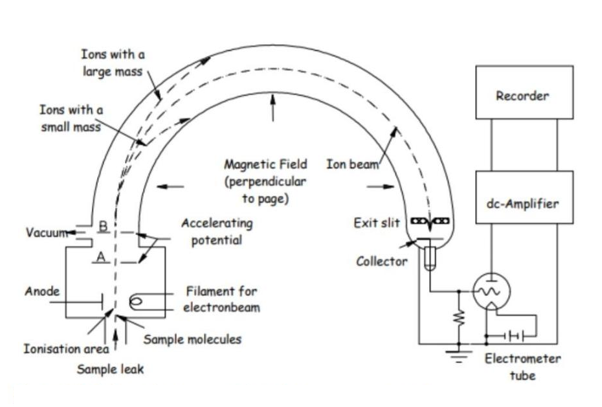 Ions with a
large mass
Ions with a
small mass
Recorder
Magnetic Field
(perpendicular
to page)
Ion beam
dc-Amplifier
Vacuum
B
Accelerating
potential
Exit slit
A
Collector
Anode
Filament for
electronbeam
Ionisation area
Sample molecules
Sample leak
Electrometer
tube